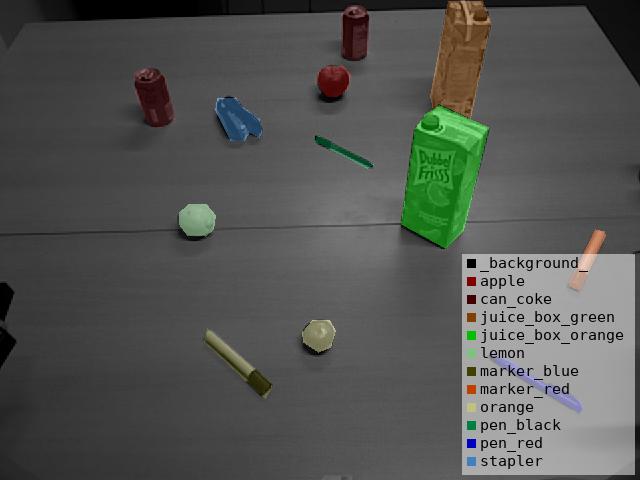 Dubbel
Frisss
_background_
apple
can_coke
juice_box_green
juice_box_orange
lemon
marker_blue
marker_red
orange
pen_black
pen_red
stapler